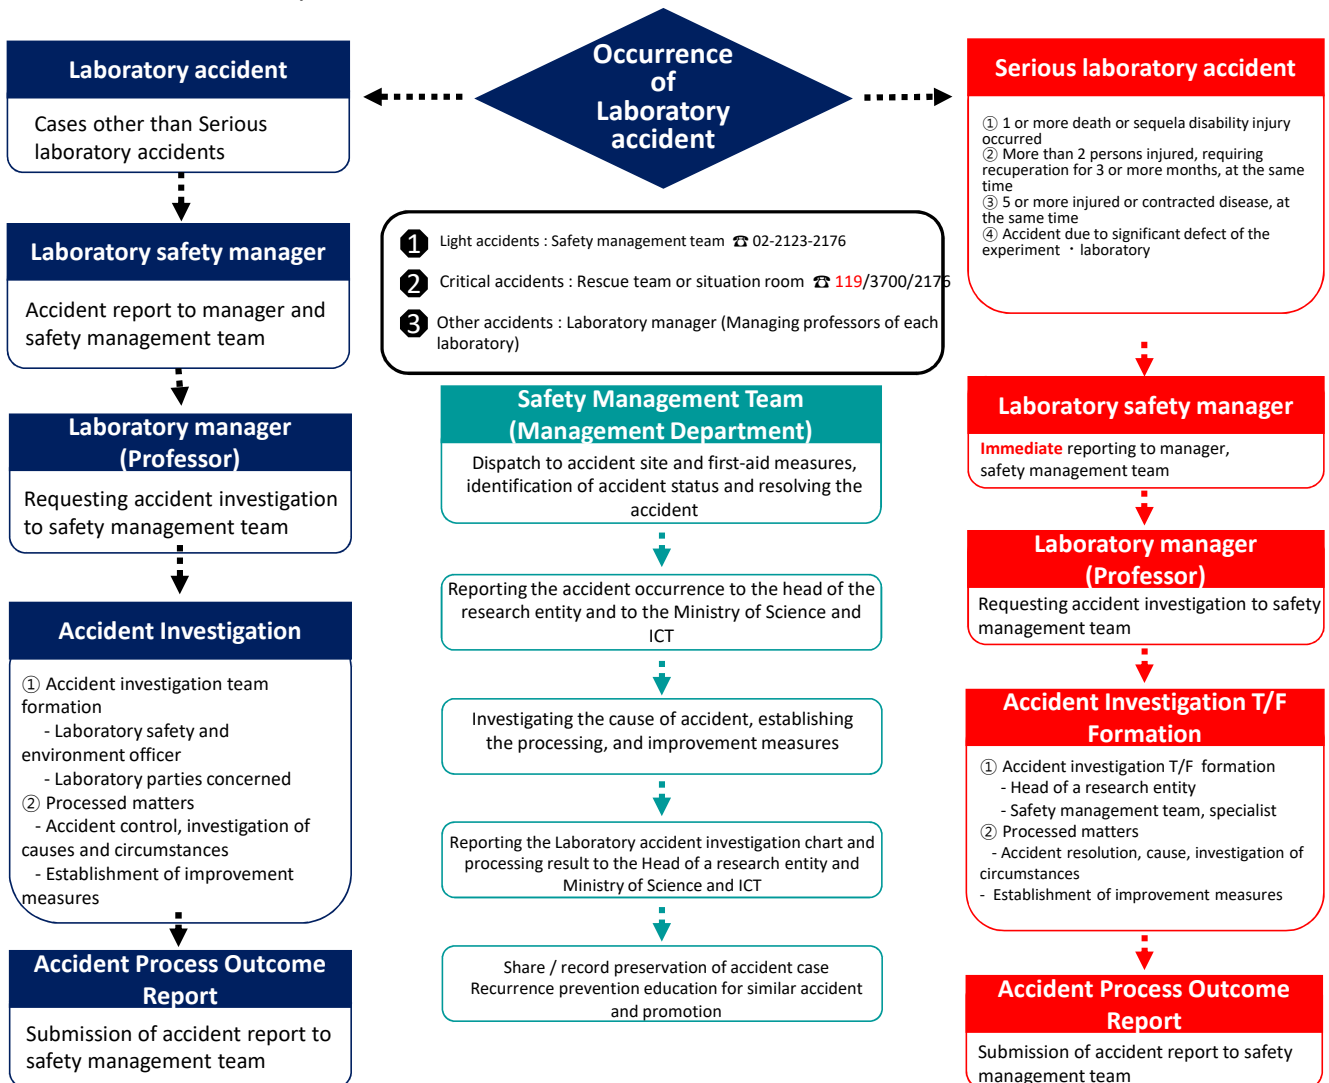 Occurrence
of
Laboratory
accident
Laboratory accident
Cases other than Serious
laboratory accidents
Laboratory safety manager
Accident report to manager and
safety management team
Laboratory manager
(Professor)
Requesting accident investigation
to safety management team
Accident Investigation
① Accident investigation team
formation
- Laboratory safety and
environment officer
- Laboratory parties concerned
② Processed matters
- Accident control, investigation of
causes and circumstances
- Establishment of improvement
measures
Accident Process Outcome
Report
Submission of accident report to
safety management team
❶ Light accidents : Safety management team ☎ 02-2123-2176
❷ Critical accidents : Rescue team or situation room ☎ 119/3700/2176
❸ Other accidents : Laboratory manager (Managing professors of each
laboratory)
Safety Management Team
(Management Department)
Dispatch to accident site and first-aid measures,
identification of accident status and resolving the
accident
Reporting the accident occurrence to the head of the
research entity and to the Ministry of Science and
ICT
Investigating the cause of accident, establishing
the processing, and improvement measures
Reporting the Laboratory accident investigation chart and
processing result to the Head of a research entity and
Ministry of Science and ICT
Share / record preservation of accident case
Recurrence prevention education for similar accident
and promotion
Serious laboratory accident
① 1 or more death or sequela disability injury
occurred
② More than 2 persons injured, requiring
recuperation for 3 or more months, at the same
time
③ 5 or more injured or contracted disease, at
the same time
④ Accident due to significant defect of the
experiment・laboratory
Laboratory safety manager
Immediate reporting to manager,
safety management team
Laboratory manager
(Professor)
Requesting accident investigation to safety
management team
Accident Investigation T/F
Formation
① Accident investigation T/F formation
- Head of a research entity
- Safety management team, specialist
② Processed matters
- Accident resolution, cause, investigation of
circumstances
- Establishment of improvement measures
Accident Process Outcome
Report
Submission of accident report to safety
management team